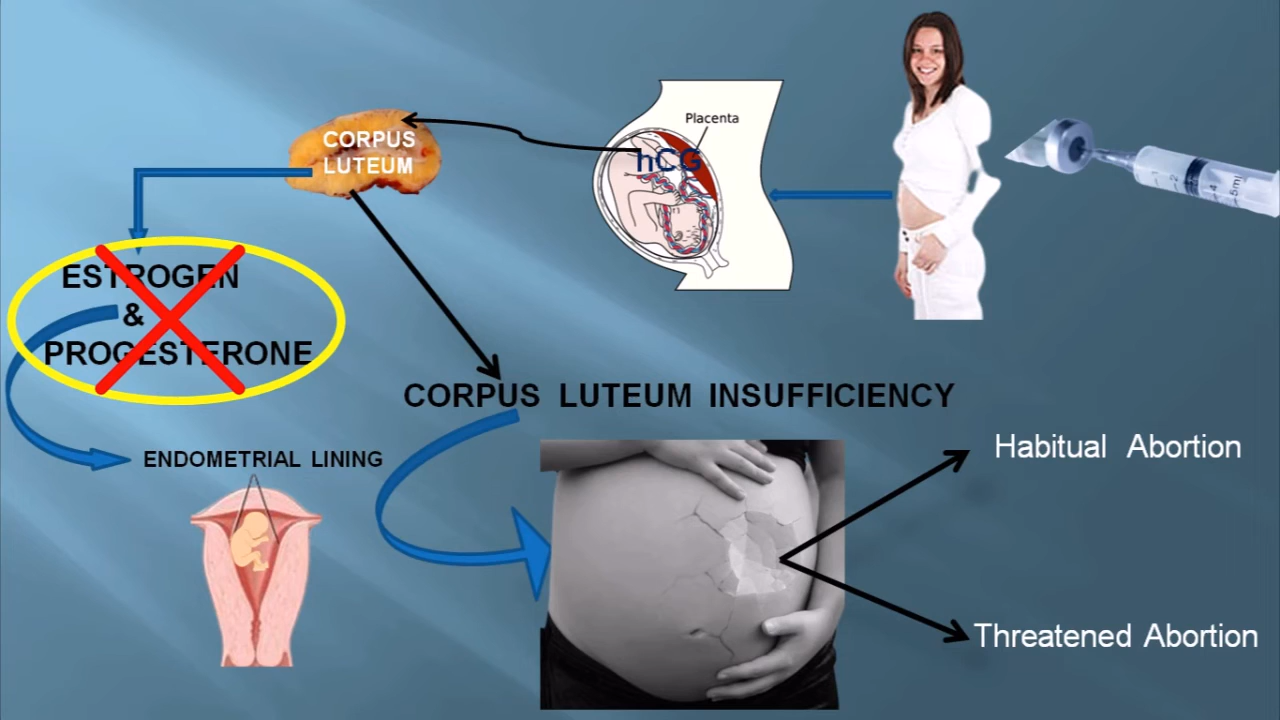 Placenta
hCG
CORPUS
LUTEUM
ESTROGEN
&
PROGESTERONE
CORPUS LUTEUM INSUFFICIENCY
ENDOMETRIAL LINING
Habitual Abortion
Threatened Abortion